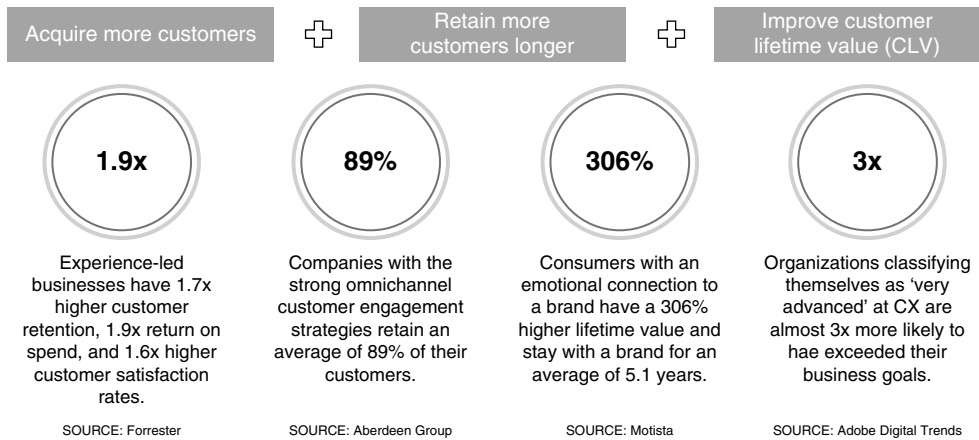 Acquire more customers
Retain more
customers longer
Improve customer
lifetime value (CLV)
1.9x
Experience-led
businesses have 1.7x
higher customer
retention, 1.9x return on
spend, and 1.6x higher
customer satisfaction
rates.
SOURCE: Forrester
89%
Companies with the
strong omnichannel
customer engagement
strategies retain an
average of 89% of their
customers.
SOURCE: Aberdeen Group
306%
Consumers with an
emotional connection to
a brand have a 306%
higher lifetime value and
stay with a brand for an
average of 5.1 years.
SOURCE: Motista
3x
Organizations classifying
themselves as ‘very
advanced’ at CX are
almost 3x more likely to
hae exceeded their
business goals.
SOURCE: Adobe Digital Trends